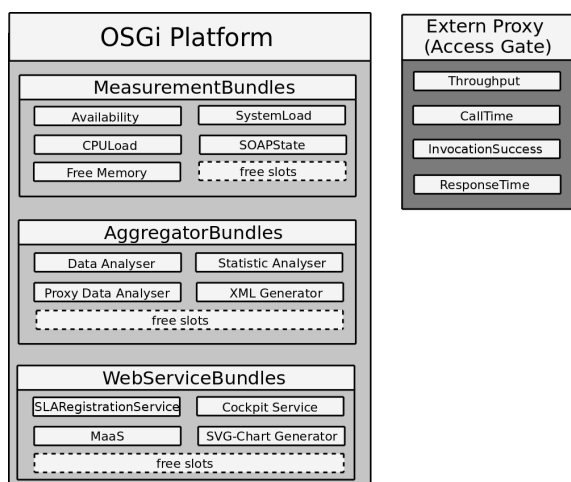 OSGi Platform
MeasurementBundles
Availability
SystemLoad
CPULoad
SOAPState
Free Memory
free slots
AggregatorBundles
Data Analyser
Statistic Analyser
Proxy Data Analyser
XML Generator
free slots
WebServiceBundles
SLARegistrationService
Cockpit Service
MaaS
SVG-Chart Generator
free slots
Extern Proxy
(Access Gate)
Throughput
CallTime
InvocationSuccess
ResponseTime